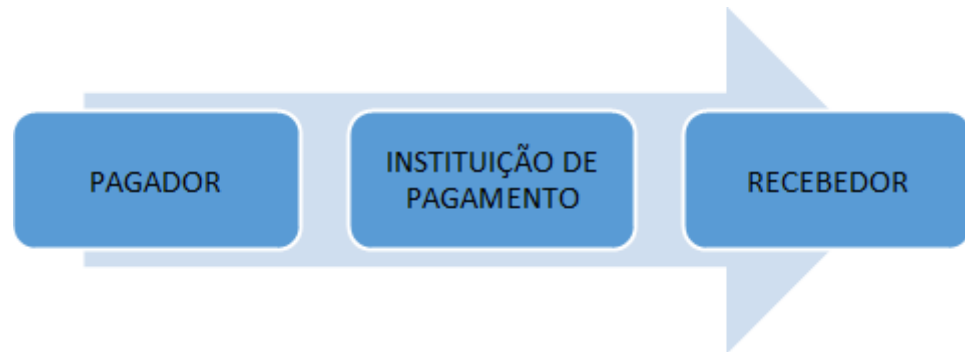 PAGADOR
INSTITUIÇÃO DE
PAGAMENTO
RECEBEDOR